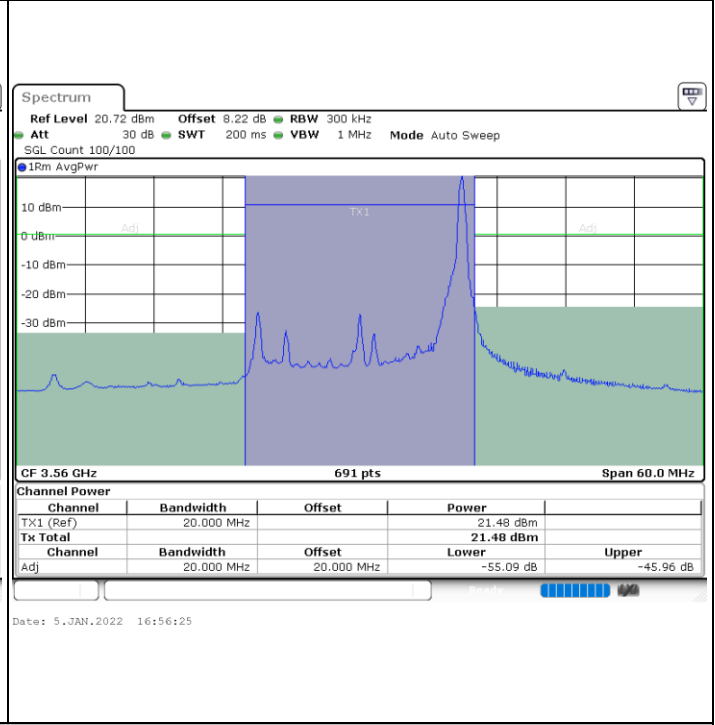 Spectrum
Ref Level 20.72 dBm Offset 8.22 dB RBW 300 kHz
Att 30 dB SWT 200 ms VBW 1 MHz Mode Auto Sweep
SGL Count 100/100
1Rm AvgPwr
10 dBm
TX1
Adj
Adj
0 dBm
-10 dBm
-20 dBm
-30 dBm
CF 3.56 GHz 691 pts Span 60.0 MHz
Channel Power
Channel Bandwidth Offset Power
TX1 (Ref) 20.000 MHz 21.48 dBm
Tx Total 21.48 dBm
Channel Bandwidth Offset Lower Upper
Adj 20.000 MHz 20.000 MHz -55.09 dB -45.96 dB
Ready
Date: 5.JAN.2022 16:56:25